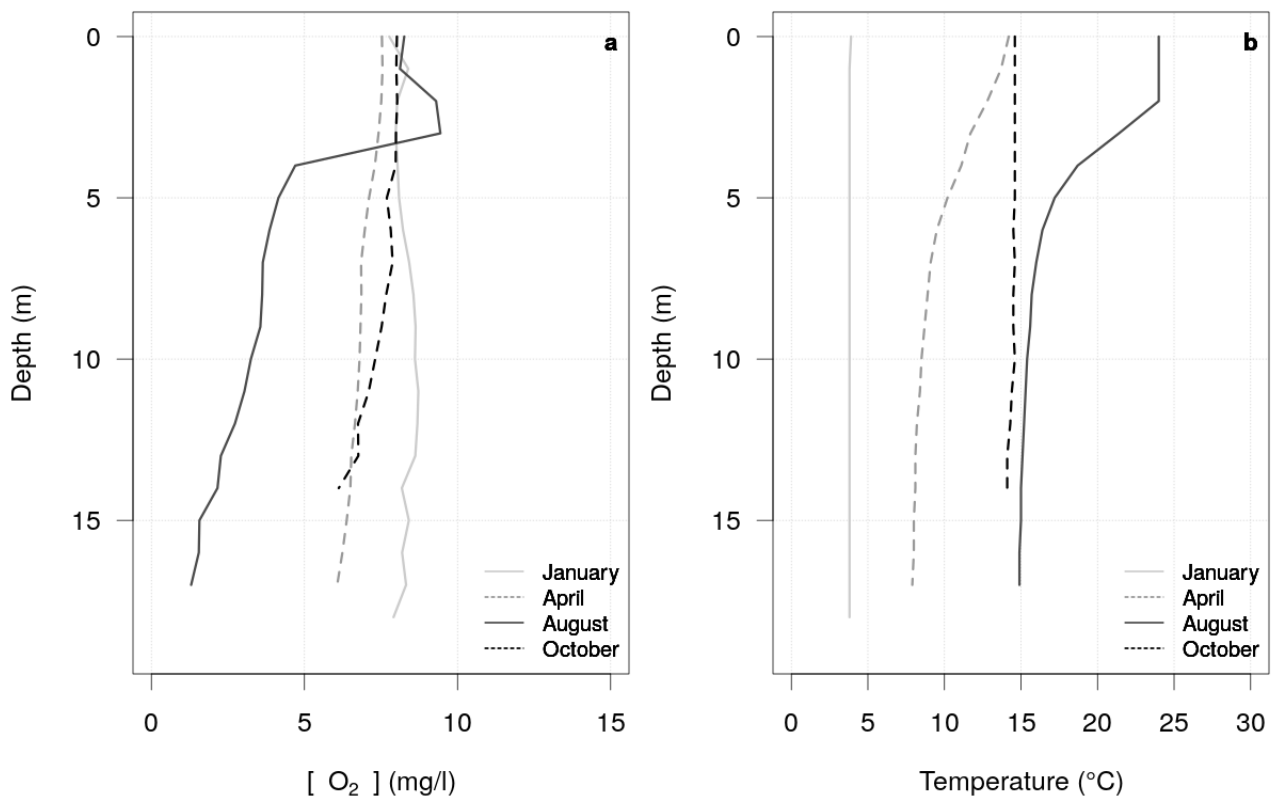 a
0
5
10
15
Depth (m)
January
April
August
October
0 5 10 15
[ O₂ ] (mg/l)
b
0
5
10
15
Depth (m)
January
April
August
October
0 5 10 15 20 25 30
Temperature (°C)